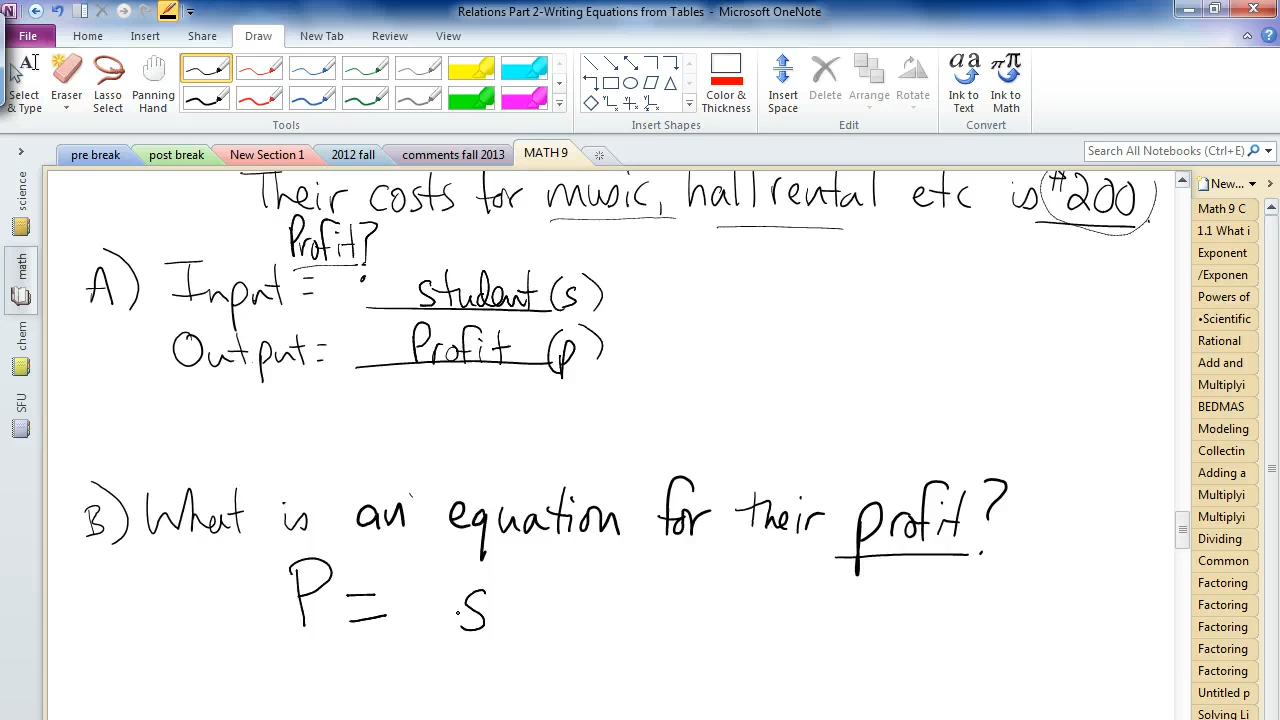 Relations Part 2-Writing Equations from Tables - Microsoft OneNote
File Home Insert Share Draw New Tab Review View
Select & Type
Eraser
Lasso Select
Panning Hand
Color & Thickness
Insert Space
Delete
Arrange
Rotate
Ink to Text
Ink to Math
Tools Insert Shapes Edit Convert
pre break post break New Section 1 2012 fall comments fall 2013 MATH 9
Search All Notebooks (Ctrl+E)
science
math
chem
SFU
Their costs for music, hall rental etc is $200.
Profit?
A) Input = student (s)
Output = Profit (p)
B) What is an equation for their profit?
P = s
New...
Math 9 C
1.1 What i
Exponent
/Exponen
Powers of
•Scientific
Rational
Add and
Multiplyi
BEDMAS
Modeling
Collectin
Adding a
Multiplyi
Multiplyi
Dividing
Common
Factoring
Factoring
Factoring
Factoring
Factoring
Untitled p
Solving Li